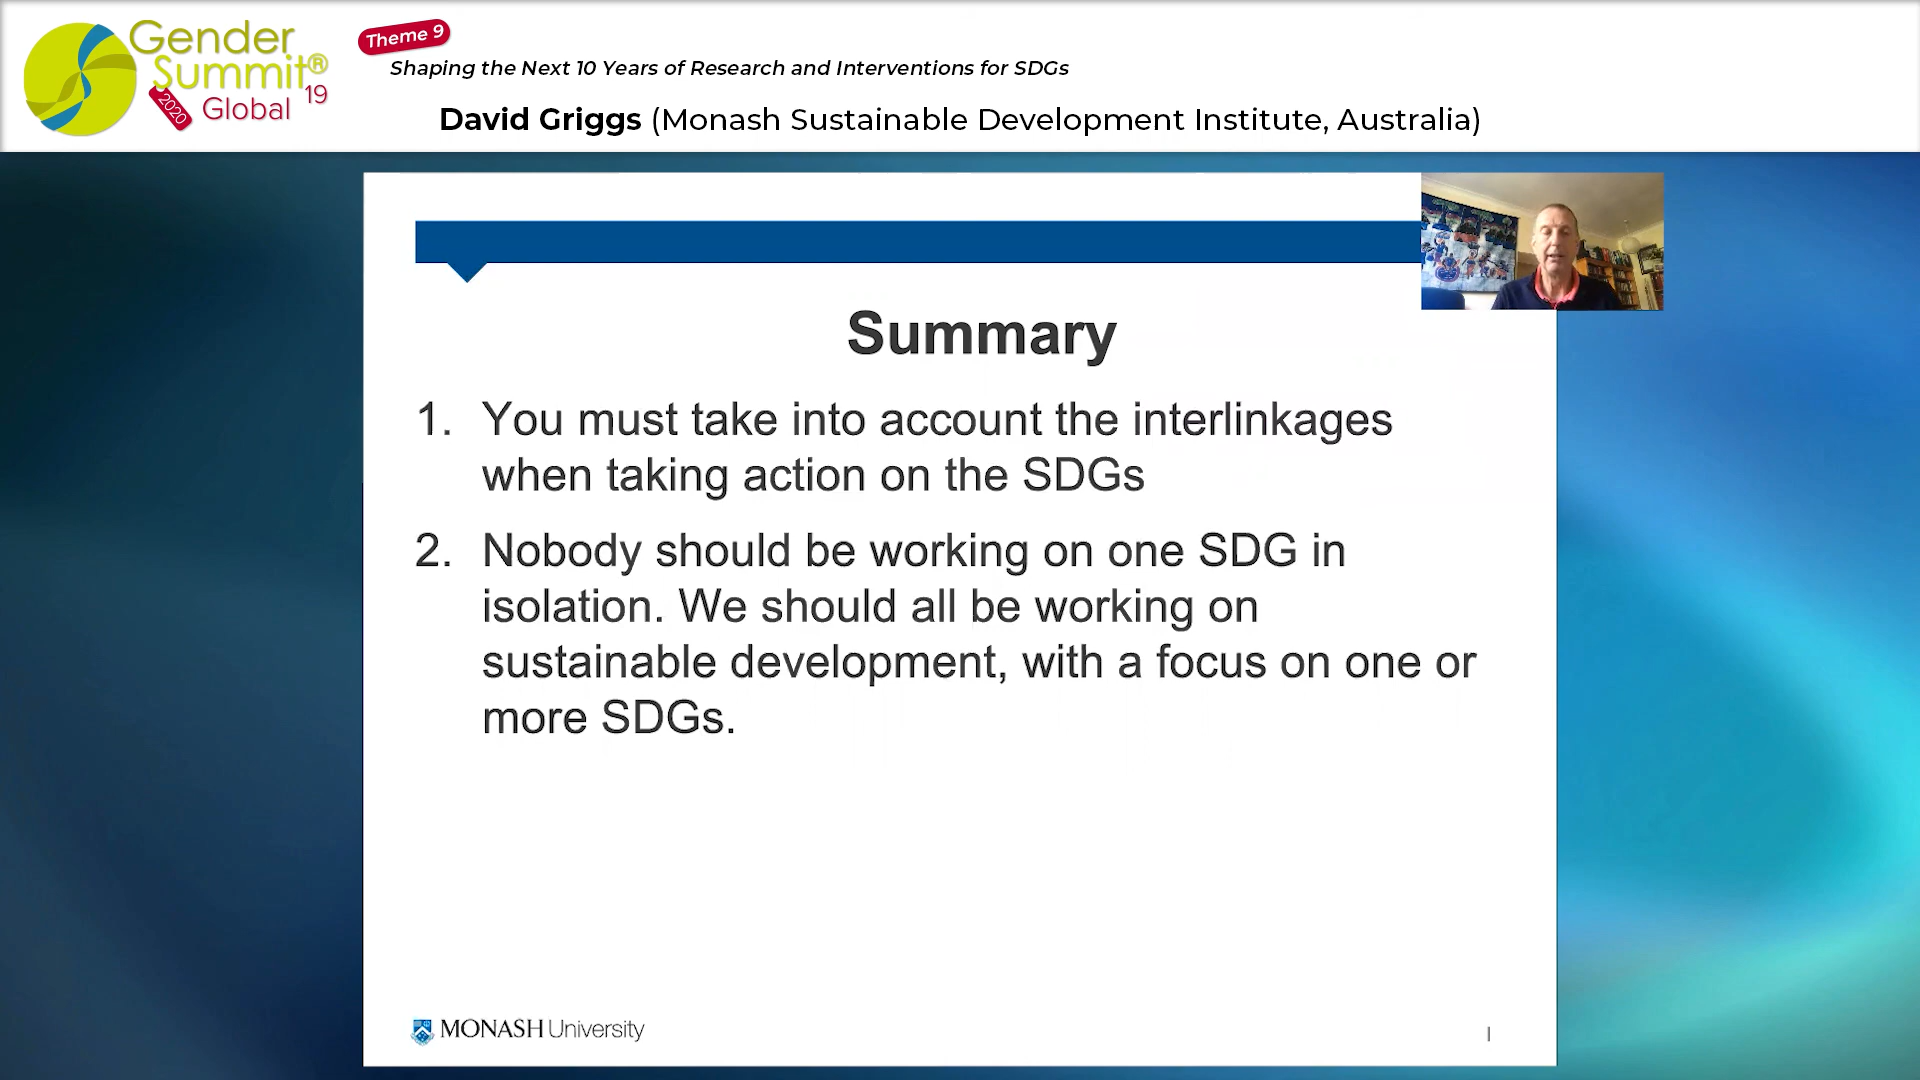 Gender
Summit®
2020
Global 19
Theme 9
Shaping the Next 10 Years of Research and Interventions for SDGs
David Griggs (Monash Sustainable Development Institute, Australia)
Summary
1. You must take into account the interlinkages
when taking action on the SDGs
2. Nobody should be working on one SDG in
isolation. We should all be working on
sustainable development, with a focus on one or
more SDGs.
MONASH University